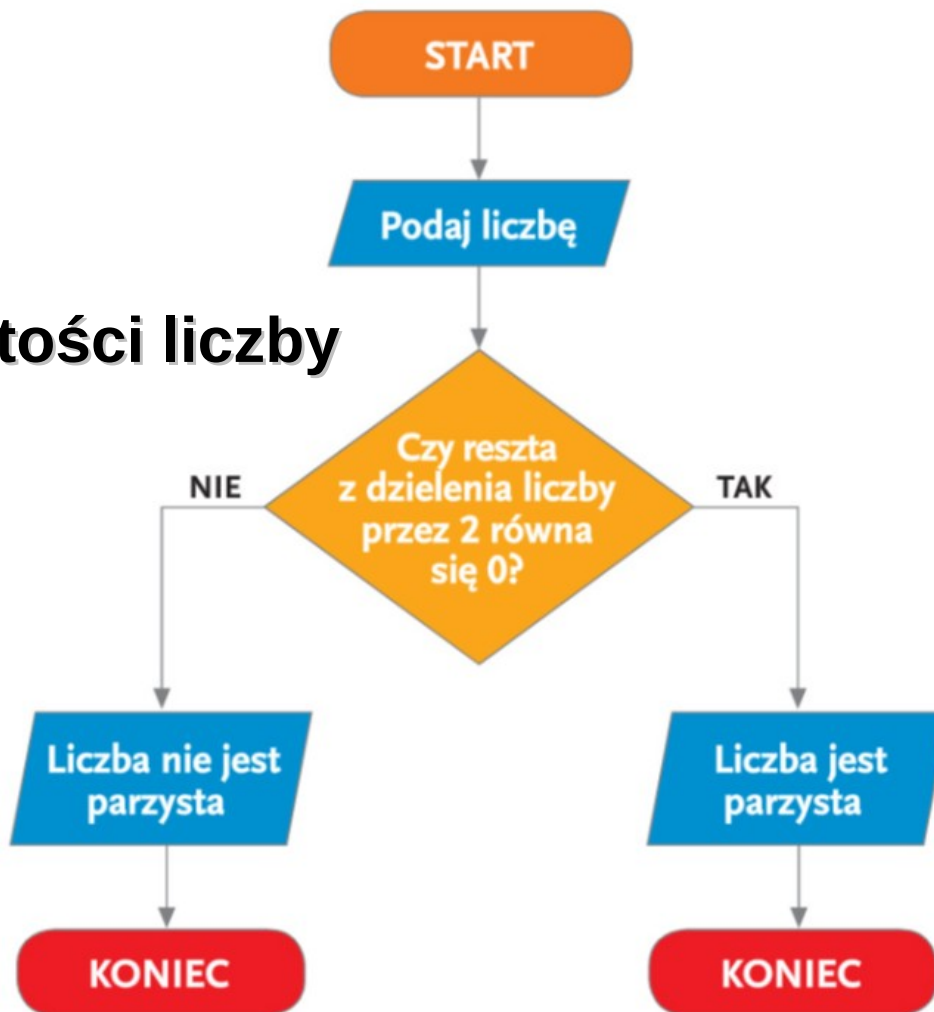 START
Podaj liczbę
tości liczby
Czy reszta
z dzielenia liczby
przez 2 równa
się 0?
NIE
TAK
Liczba nie jest
parzysta
Liczba jest
parzysta
KONIEC
KONIEC